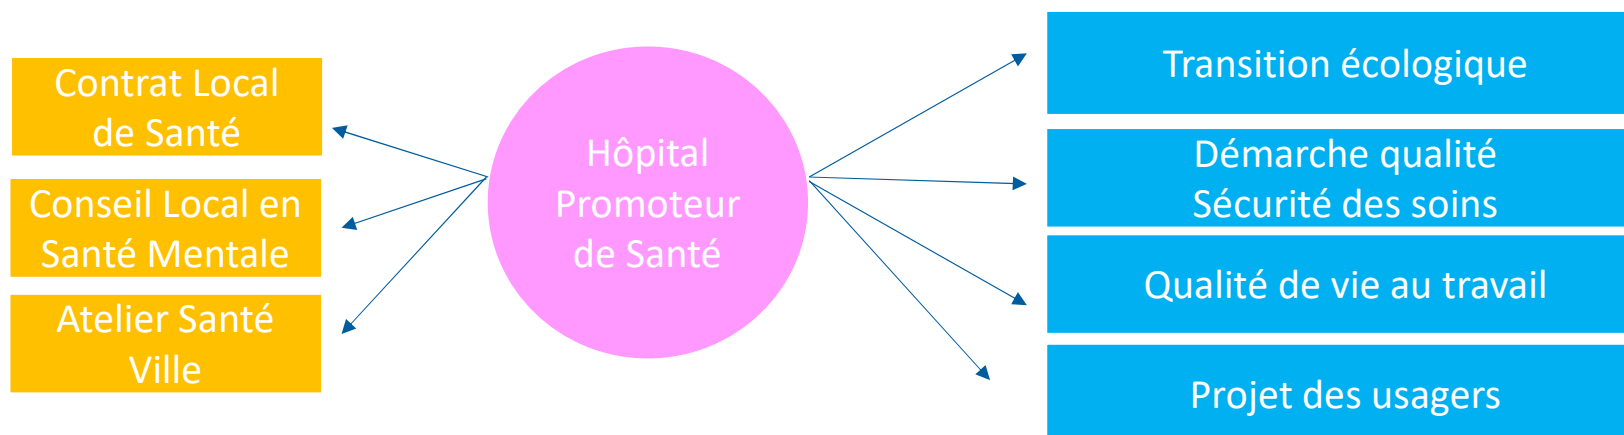 Contrat Local
de Santé
Conseil Local en
Santé Mentale
Atelier Santé
Ville
Hôpital
Promoteur
de Santé
Transition écologique
Démarche qualité
Sécurité des soins
Qualité de vie au travail
Projet des usagers